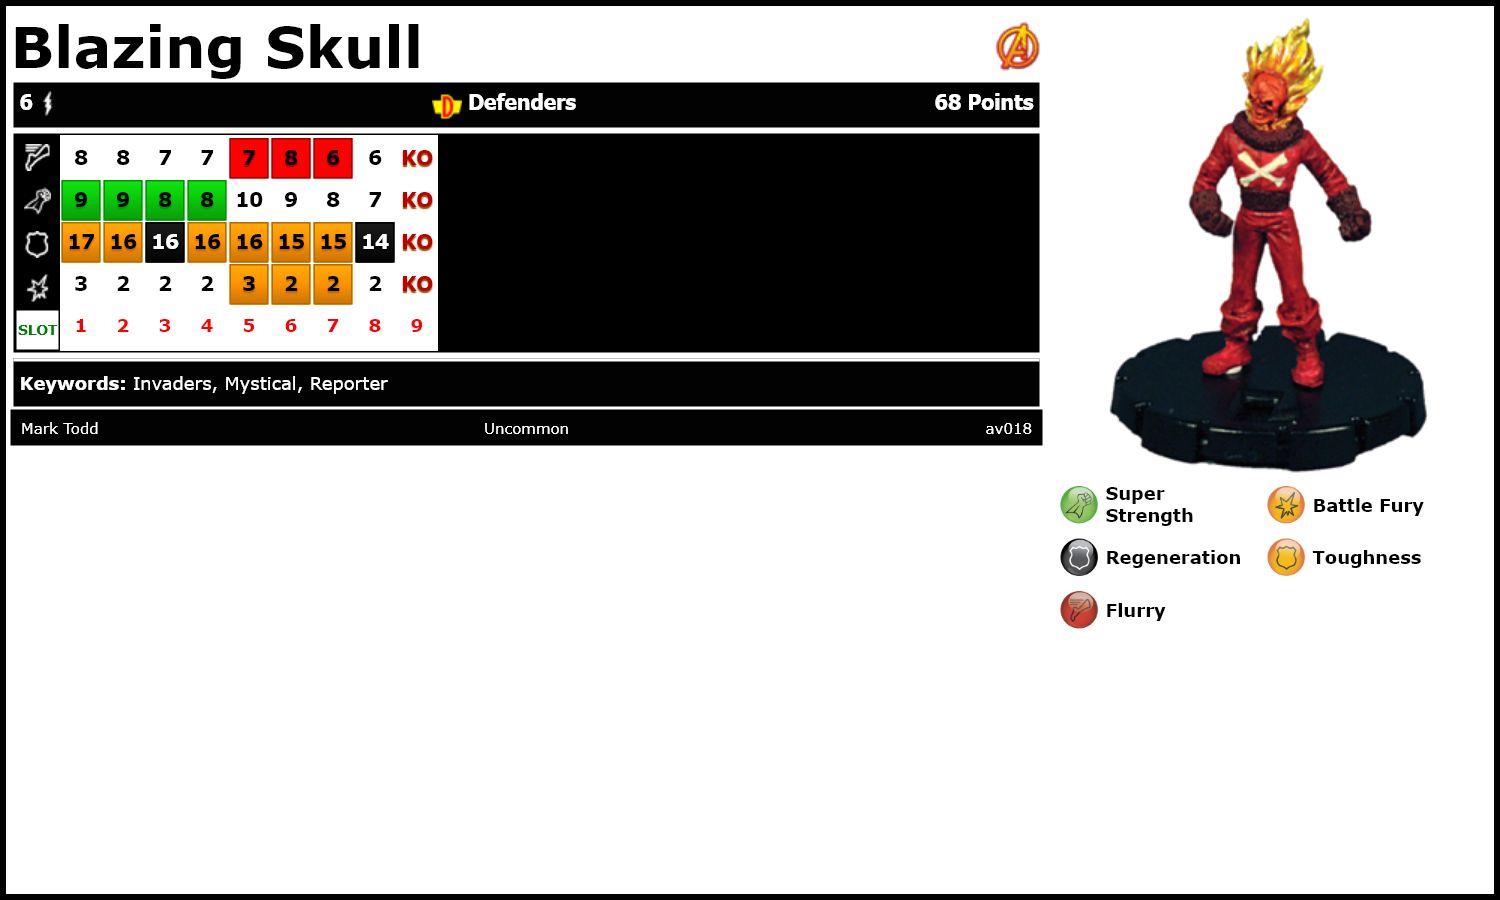 Blazing Skull
6 Defenders 68 Points
8 8 7 7 7 8 6 6 KO
9 9 8 8 10 9 8 7 KO
17 16 16 16 16 15 15 14 KO
3 2 2 2 3 2 2 2 KO
SLOT 1 2 3 4 5 6 7 8 9
Keywords: Invaders, Mystical, Reporter
Mark Todd Uncommon av018
Super
Strength
Battle Fury
Regeneration
Toughness
Flurry